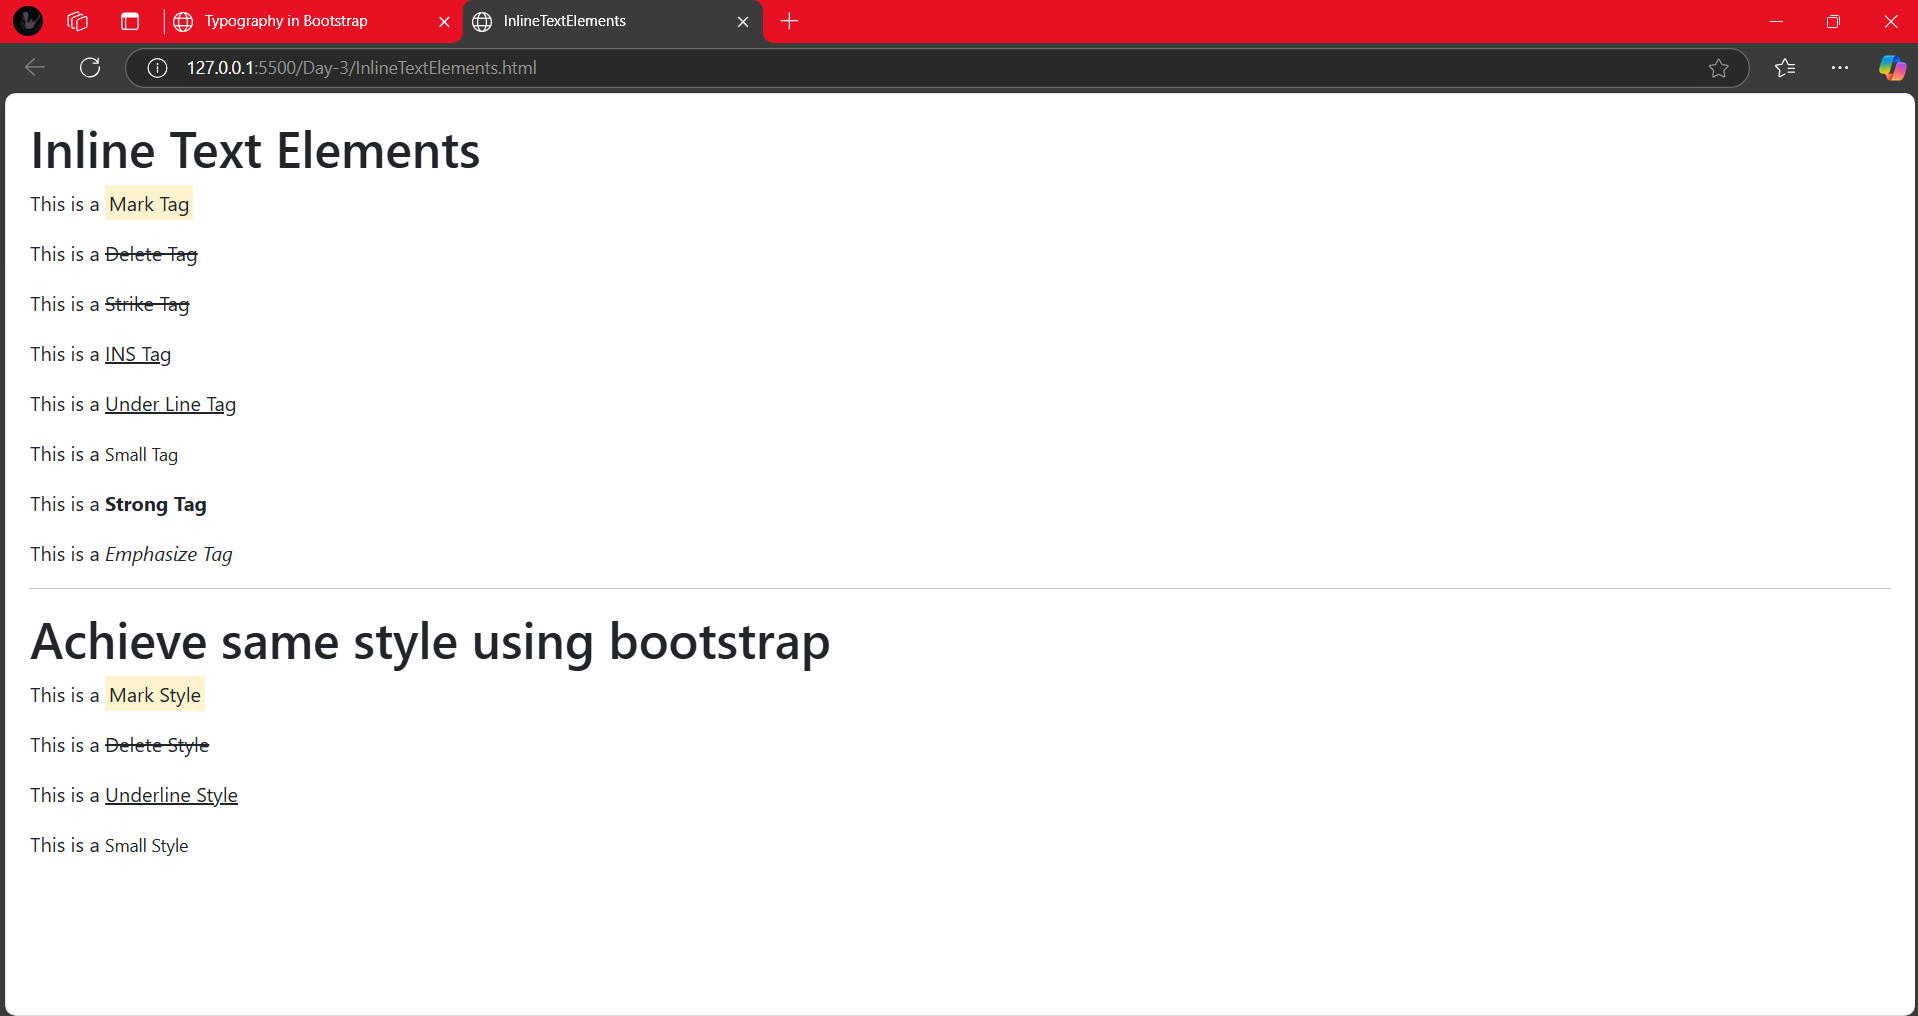 Typography in Bootstrap
InlineTextElements
127.0.0.1:5500/Day-3/InlineTextElements.html
Inline Text Elements
This is a Mark Tag
This is a Delete Tag
This is a Strike Tag
This is a INS Tag
This is a Under Line Tag
This is a Small Tag
This is a Strong Tag
This is a Emphasize Tag
Achieve same style using bootstrap
This is a Mark Style
This is a Delete Style
This is a Underline Style
This is a Small Style